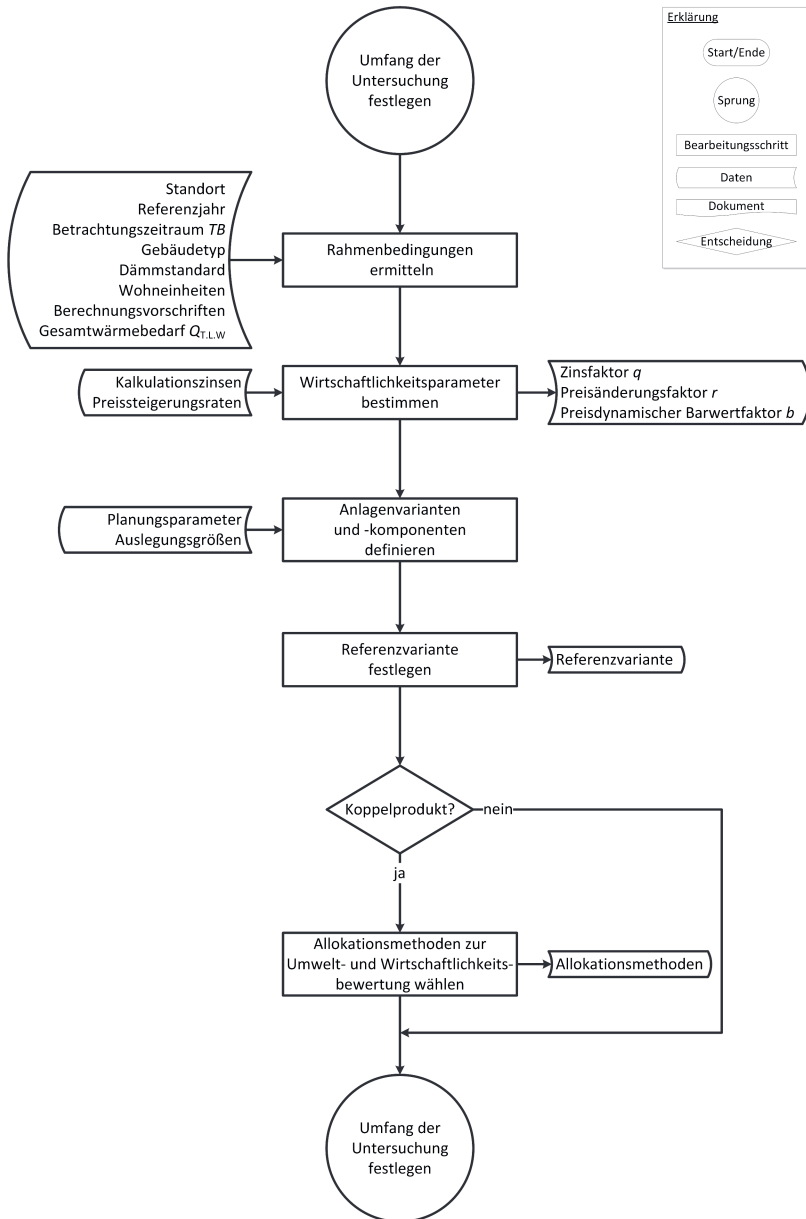 Umfang der
Untersuchung
festlegen
Erklärung
Start/Ende
Sprung
Bearbeitungsschritt
Daten
Dokument
Entscheidung
Standort
Referenzjahr
Betrachtungszeitraum TB
Gebäudetyp
Dämmstandard
Wohneinheiten
Berechnungsvorschriften
Gesamtwärmebedarf Q_T.L.W
Rahmenbedingungen
ermitteln
Kalkulationszinsen
Preissteigerungsraten
Wirtschaftlichkeitsparameter
bestimmen
Zinsfaktor q
Preisänderungsfaktor r
Preisdynamischer Barwertfaktor b
Planungsparameter
Auslegungsgrößen
Anlagenvarianten
und -komponenten
definieren
Referenzvariante
festlegen
Referenzvariante
Koppelprodukt?
nein
ja
Allokationsmethoden zur
Umwelt- und Wirtschaftlichkeits-
bewertung wählen
Allokationsmethoden
Umfang der
Untersuchung
festlegen